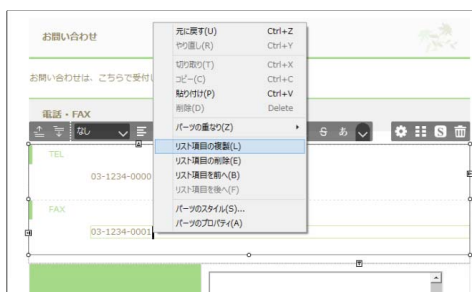 お問い合わせ
お問い合わせは、こちらで受付し
電話・FAX
なし
TEL
03-1234-0000
FAX
03-1234-0001
元に戻す(U) Ctrl+Z
やり直し(R) Ctrl+Y
切り取り(T) Ctrl+X
コピー(C) Ctrl+C
貼り付け(P) Ctrl+V
削除(D) Delete
パーツの重なり(Z)
リスト項目の複製(L)
リスト項目の削除(E)
リスト項目を前へ(B)
リスト項目を後へ(F)
パーツのスタイル(S)...
パーツのプロパティ(A)
S あ
S